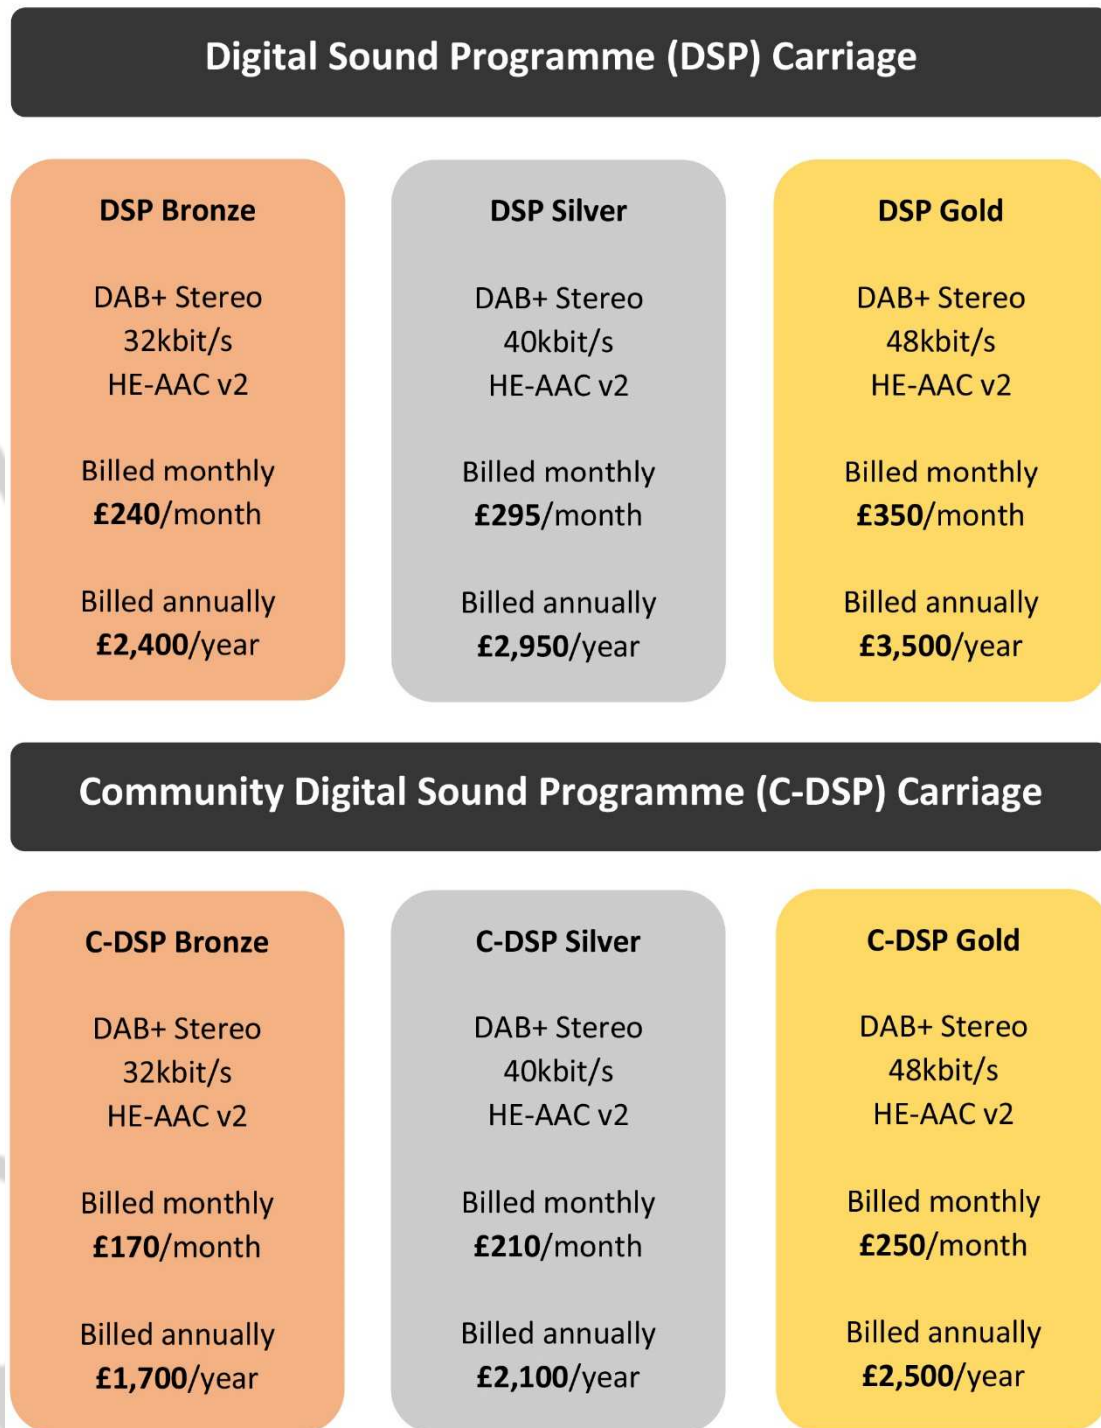 Digital Sound Programme (DSP) Carriage
DSP Bronze
DAB+ Stereo
32kbit/s
HE-AAC v2
Billed monthly
£240/month
Billed annually
£2,400/year
DSP Silver
DAB+ Stereo
40kbit/s
HE-AAC v2
Billed monthly
£295/month
Billed annually
£2,950/year
DSP Gold
DAB+ Stereo
48kbit/s
HE-AAC v2
Billed monthly
£350/month
Billed annually
£3,500/year
Community Digital Sound Programme (C-DSP) Carriage
C-DSP Bronze
DAB+ Stereo
32kbit/s
HE-AAC v2
Billed monthly
£170/month
Billed annually
£1,700/year
C-DSP Silver
DAB+ Stereo
40kbit/s
HE-AAC v2
Billed monthly
£210/month
Billed annually
£2,100/year
C-DSP Gold
DAB+ Stereo
48kbit/s
HE-AAC v2
Billed monthly
£250/month
Billed annually
£2,500/year